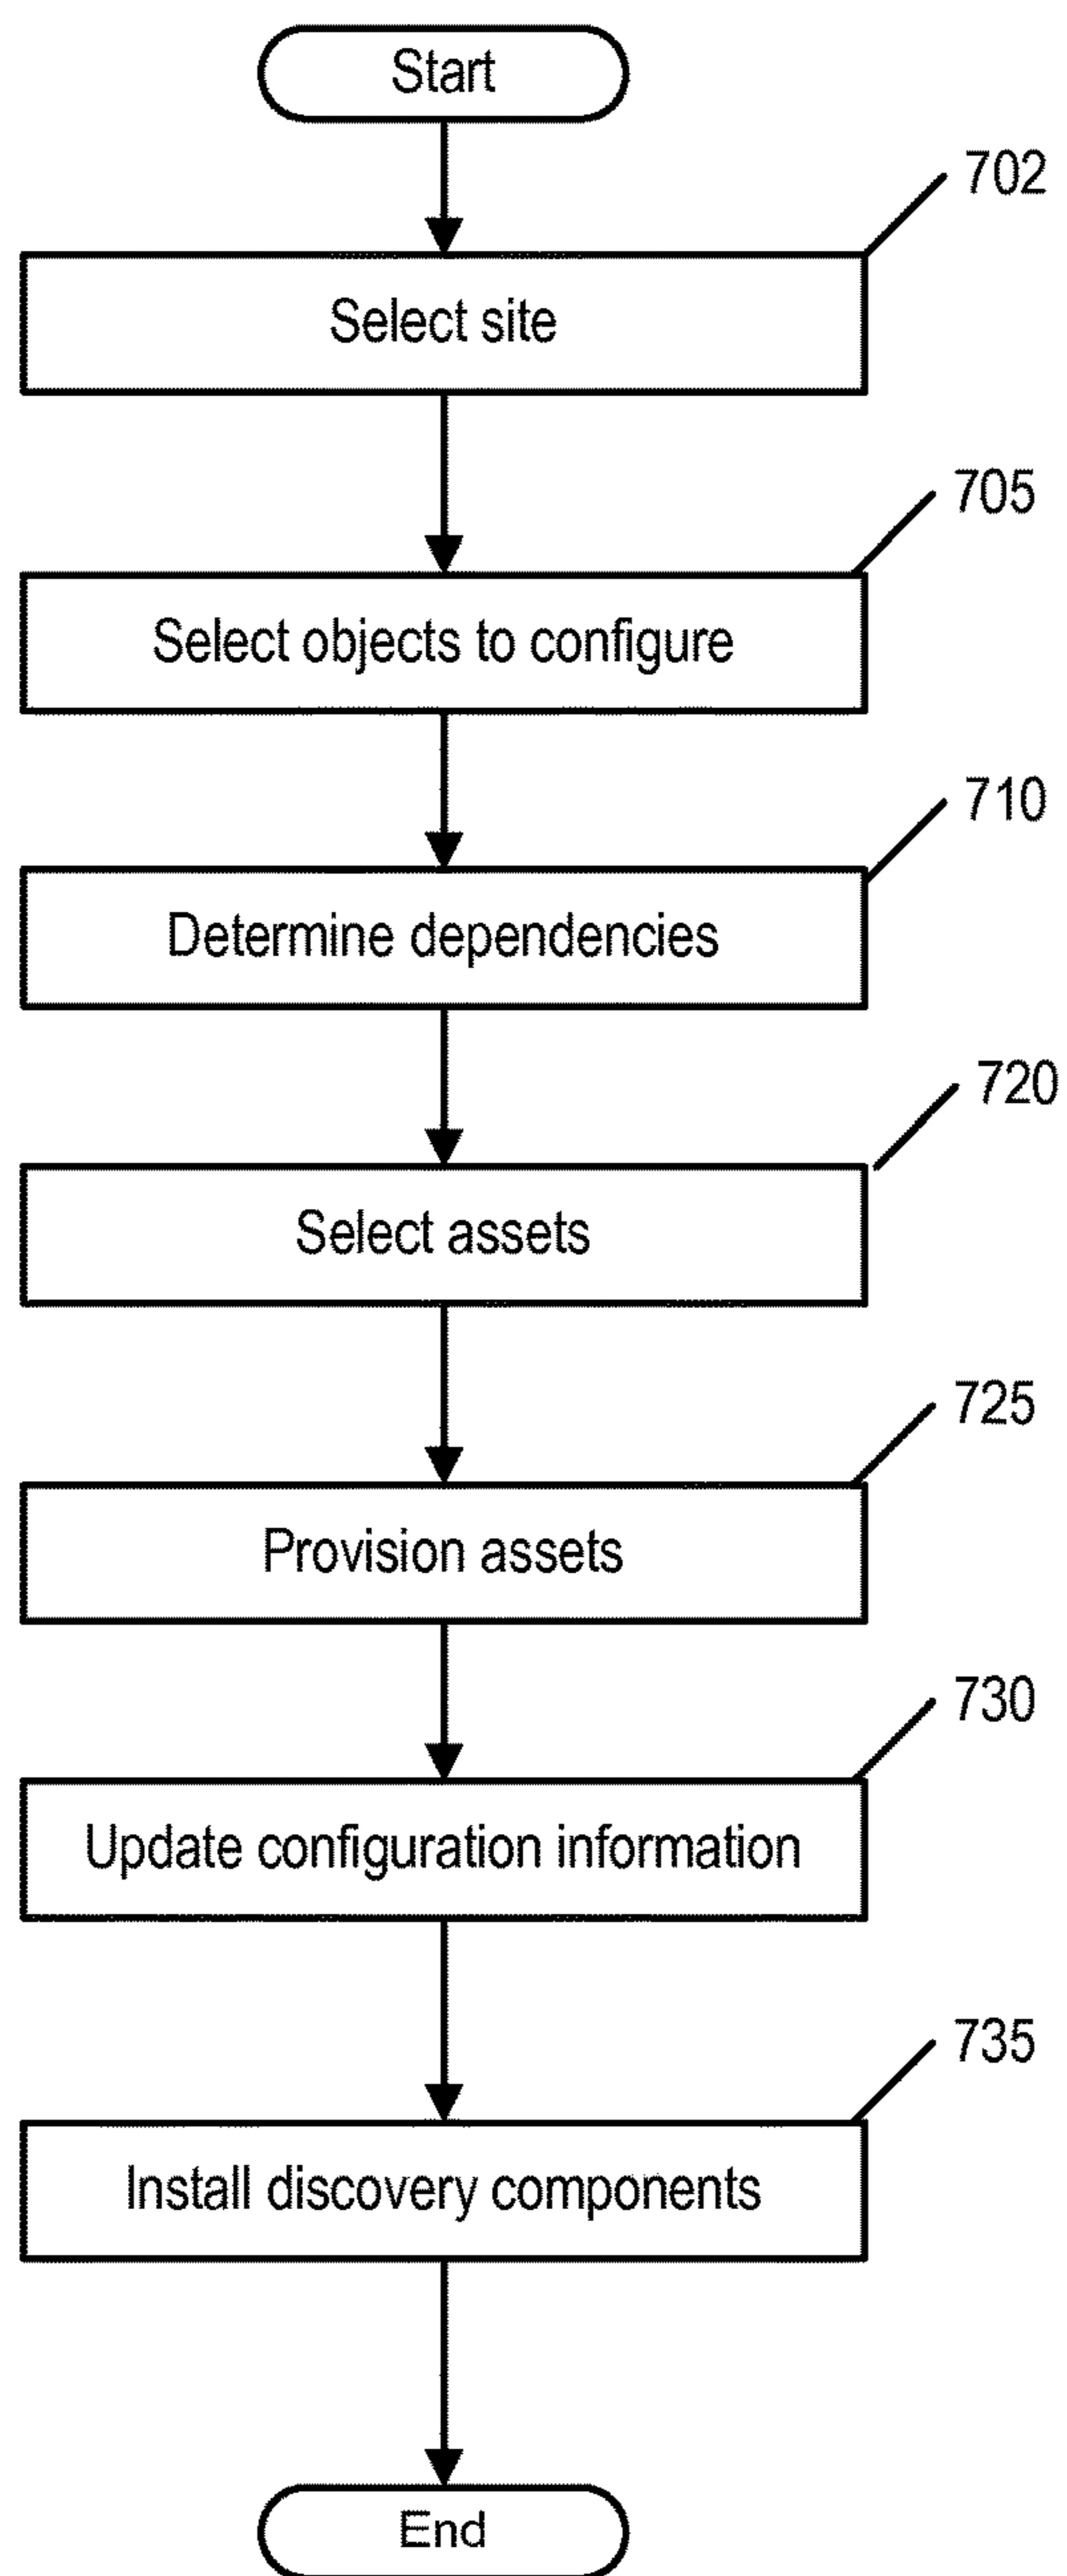 Start
702
Select site
705
Select objects to configure
710
Determine dependencies
720
Select assets
725
Provision assets
730
Update configuration information
735
Install discovery components
End